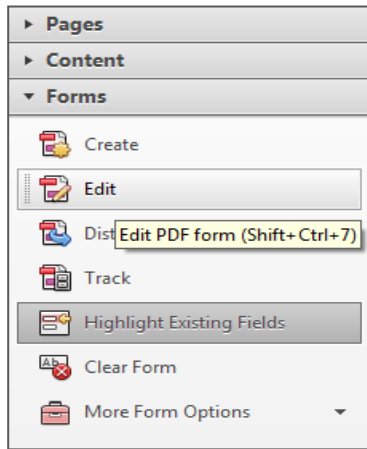 Pages
Content
Forms
Create
Edit
Dist
Edit PDF form (Shift+Ctrl+7)
Track
Highlight Existing Fields
Clear Form
More Form Options